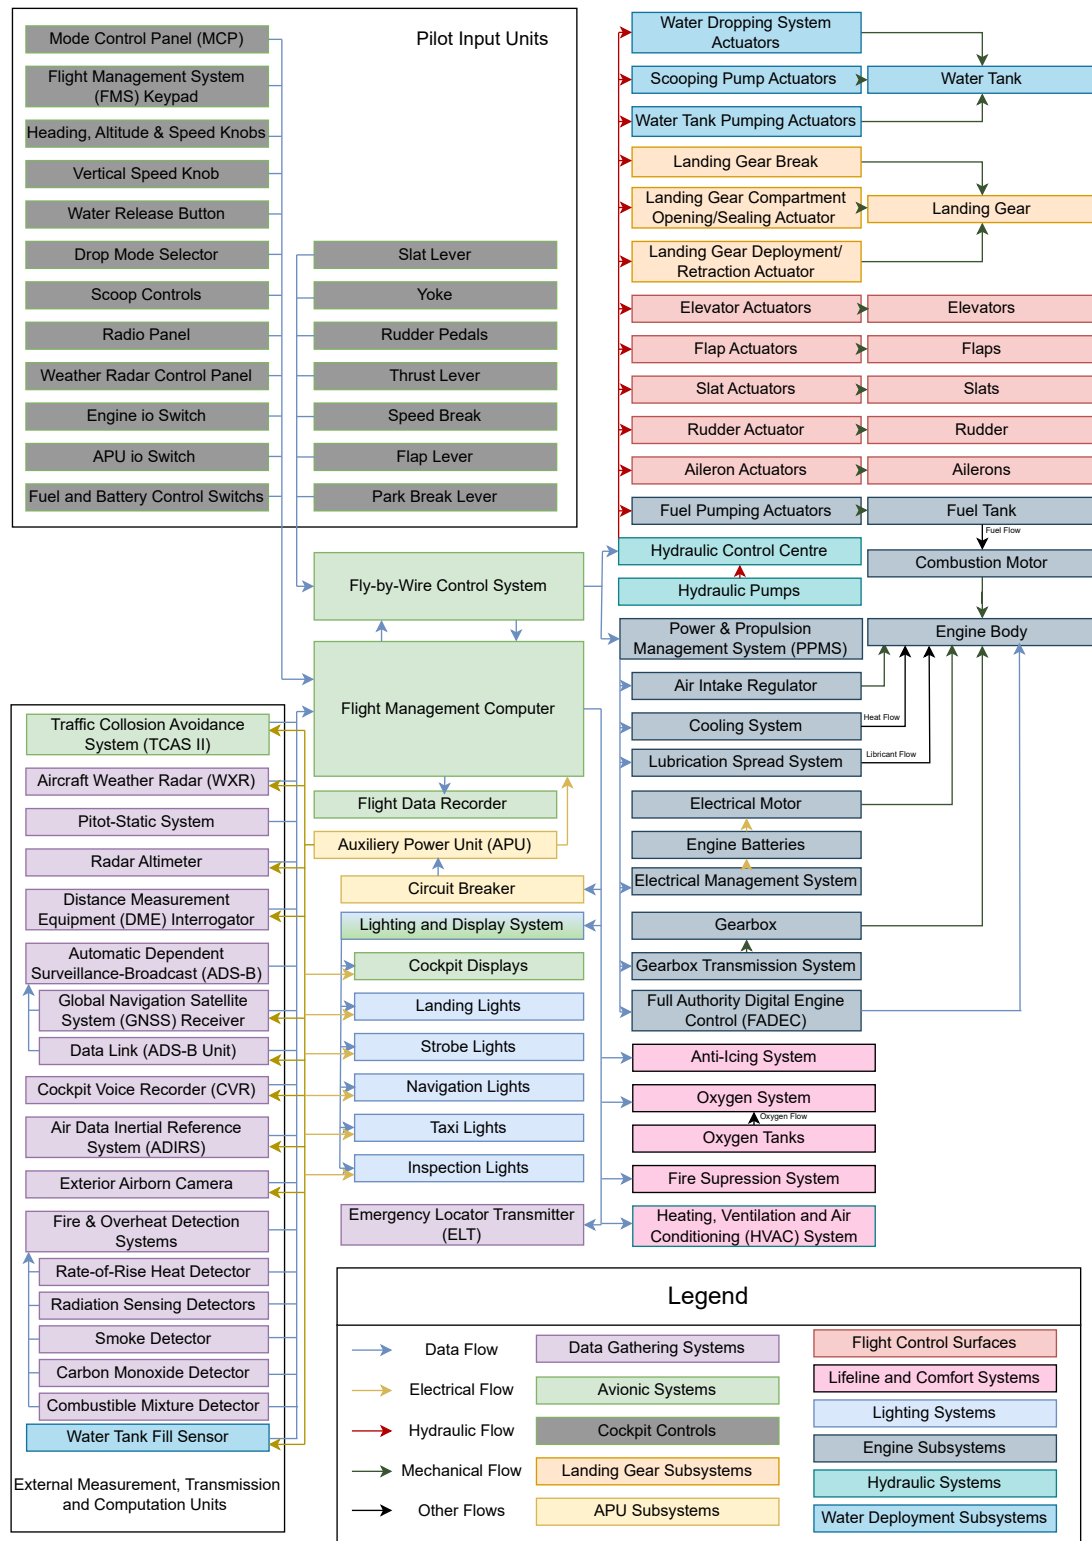 Pilot Input Units
Mode Control Panel (MCP)
Flight Management System
(FMS) Keypad
Heading, Altitude & Speed Knobs
Vertical Speed Knob
Water Release Button
Drop Mode Selector
Scoop Controls
Radio Panel
Weather Radar Control Panel
Engine io Switch
APU io Switch
Fuel and Battery Control Switchs
Slat Lever
Yoke
Rudder Pedals
Thrust Lever
Speed Break
Flap Lever
Park Break Lever
Water Dropping System
Actuators
Scooping Pump Actuators
Water Tank
Water Tank Pumping Actuators
Landing Gear Break
Landing Gear Compartment
Opening/Sealing Actuator
Landing Gear
Landing Gear Deployment/
Retraction Actuator
Elevator Actuators
Elevators
Flap Actuators
Flaps
Slat Actuators
Slats
Rudder Actuator
Rudder
Aileron Actuators
Ailerons
Fuel Pumping Actuators
Fuel Tank
Fuel Flow
Hydraulic Control Centre
Combustion Motor
Hydraulic Pumps
Fly-by-Wire Control System
Power & Propulsion
Management System (PPMS)
Engine Body
Flight Management Computer
Air Intake Regulator
Cooling System
Heat Flow
Lubrication Spread System
Libricant Flow
Flight Data Recorder
Electrical Motor
Auxiliery Power Unit (APU)
Engine Batteries
Circuit Breaker
Electrical Management System
Lighting and Display System
Gearbox
Cockpit Displays
Gearbox Transmission System
Landing Lights
Full Authority Digital Engine
Control (FADEC)
Strobe Lights
Anti-Icing System
Navigation Lights
Oxygen System
Oxygen Flow
Taxi Lights
Oxygen Tanks
Inspection Lights
Fire Supression System
Emergency Locator Transmitter
(ELT)
Heating, Ventilation and Air
Conditioning (HVAC) System
Traffic Collosion Avoidance
System (TCAS II)
Aircraft Weather Radar (WXR)
Pitot-Static System
Radar Altimeter
Distance Measurement
Equipment (DME) Interrogator
Automatic Dependent
Surveillance-Broadcast (ADS-B)
Global Navigation Satellite
System (GNSS) Receiver
Data Link (ADS-B Unit)
Cockpit Voice Recorder (CVR)
Air Data Inertial Reference
System (ADIRS)
Exterior Airborn Camera
Fire & Overheat Detection
Systems
Rate-of-Rise Heat Detector
Radiation Sensing Detectors
Smoke Detector
Carbon Monoxide Detector
Combustible Mixture Detector
Water Tank Fill Sensor
External Measurement, Transmission
and Computation Units
Legend
Data Flow
Electrical Flow
Hydraulic Flow
Mechanical Flow
Other Flows
Data Gathering Systems
Avionic Systems
Cockpit Controls
Landing Gear Subsystems
APU Subsystems
Flight Control Surfaces
Lifeline and Comfort Systems
Lighting Systems
Engine Subsystems
Hydraulic Systems
Water Deployment Subsystems